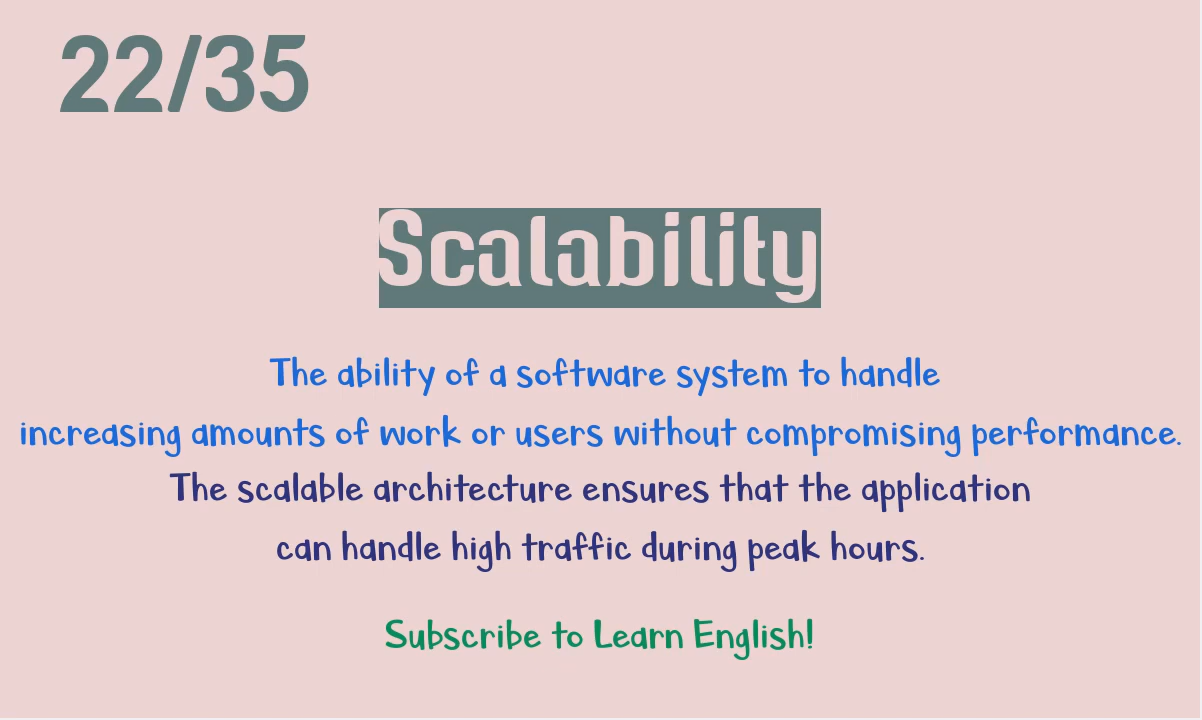 22/35
Scalability
The ability of a software system to handle
increasing amounts of work or users without compromising performance.
The scalable architecture ensures that the application
can handle high traffic during peak hours.
Subscribe to Learn English!